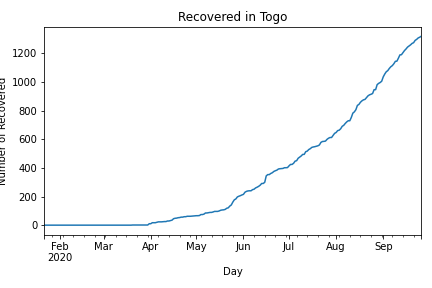 Recovered in Togo
Number of Recovered
1200
1000
800
600
400
200
0
Feb
2020
Mar
Apr
May
Jun
Jul
Aug
Sep
Day